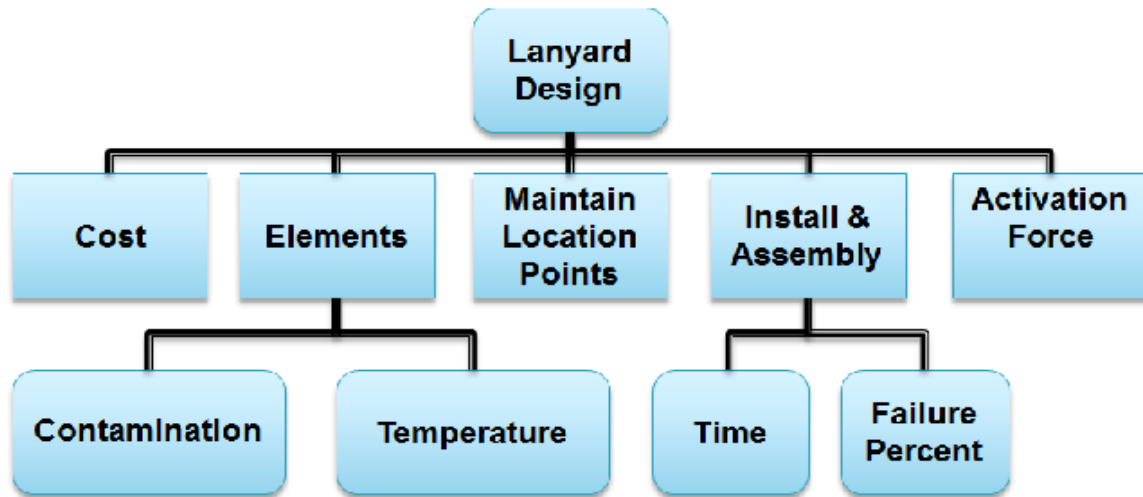 Lanyard
Design
Cost
Elements
Maintain
Location
Points
Install &
Assembly
Activation
Force
Contamination
Temperature
Time
Failure
Percent